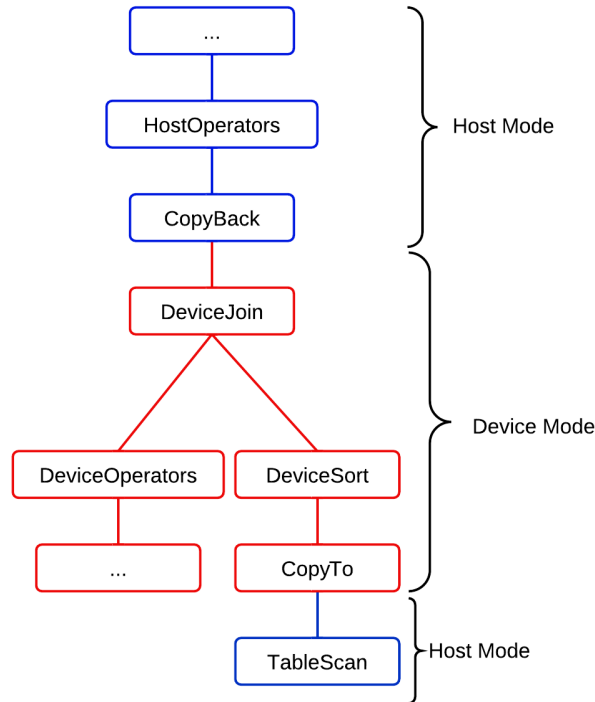 ...
HostOperators
Host Mode
CopyBack
DeviceJoin
Device Mode
DeviceOperators
DeviceSort
...
CopyTo
Host Mode
TableScan